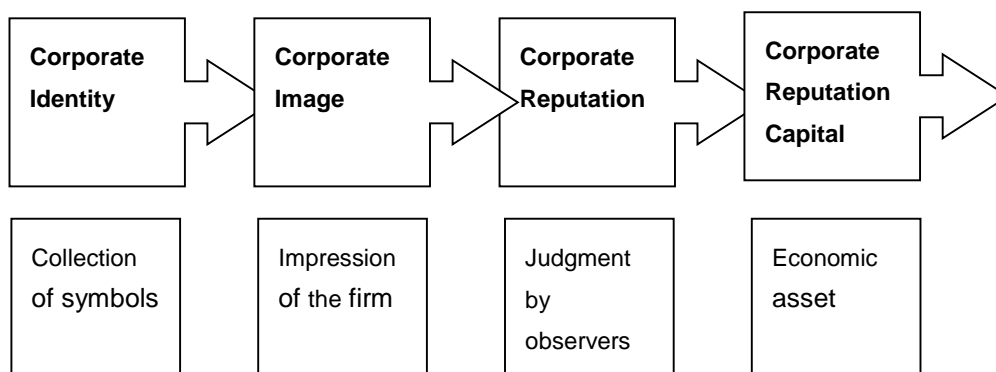 Corporate
Identity
Corporate
Image
Corporate
Reputation
Corporate
Reputation
Capital
Collection
of symbols
Impression
of the firm
Judgment
by
observers
Economic
asset